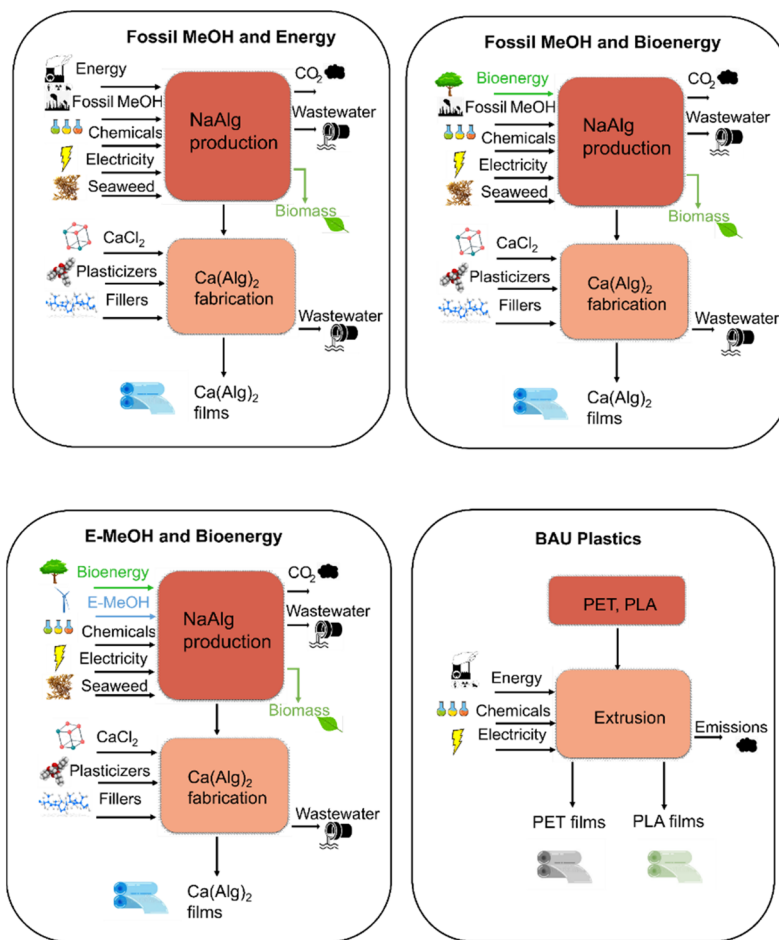 Fossil MeOH and Energy
Energy
Fossil MeOH
Chemicals
Electricity
Seaweed
NaAlg
production
CO2
Wastewater
Biomass
CaCl2
Plasticizers
Fillers
Ca(Alg)2
fabrication
Wastewater
Ca(Alg)2
films
Fossil MeOH and Bioenergy
Bioenergy
Fossil MeOH
Chemicals
Electricity
Seaweed
NaAlg
production
CO2
Wastewater
Biomass
CaCl2
Plasticizers
Fillers
Ca(Alg)2
fabrication
Wastewater
Ca(Alg)2
films
E-MeOH and Bioenergy
Bioenergy
E-MeOH
Chemicals
Electricity
Seaweed
NaAlg
production
CO2
Wastewater
Biomass
CaCl2
Plasticizers
Fillers
Ca(Alg)2
fabrication
Wastewater
Ca(Alg)2
films
BAU Plastics
PET, PLA
Energy
Chemicals
Electricity
Extrusion
Emissions
PET films
PLA films